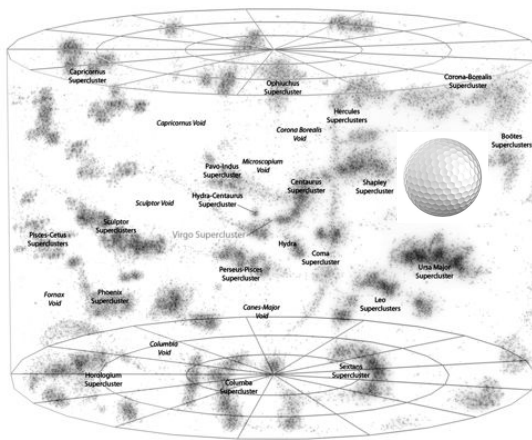 Capricornus
Supercluster
Ophiuchus
Supercluster
Corona-Borealis
Supercluster
Capricornus Void
Hercules
Superclusters
Corona Borealis
Void
Boötes
Superclusters
Pavo-Indus
Supercluster
Microscopium
Void
Centaurus
Supercluster
Shapley
Supercluster
Hydra-Centaurus
Supercluster
Sculptor Void
Pisces-Cetus
Superclusters
Sculptor
Superclusters
Virgo Supercluster
Hydra
Coma
Supercluster
Perseus-Pisces
Supercluster
Ursa Major
Supercluster
Fornax
Void
Phoenix
Supercluster
Canes-Major
Void
Leo
Superclusters
Columbia
Void
Horologium
Supercluster
Columbe
Supercluster
Sextans
Supercluster